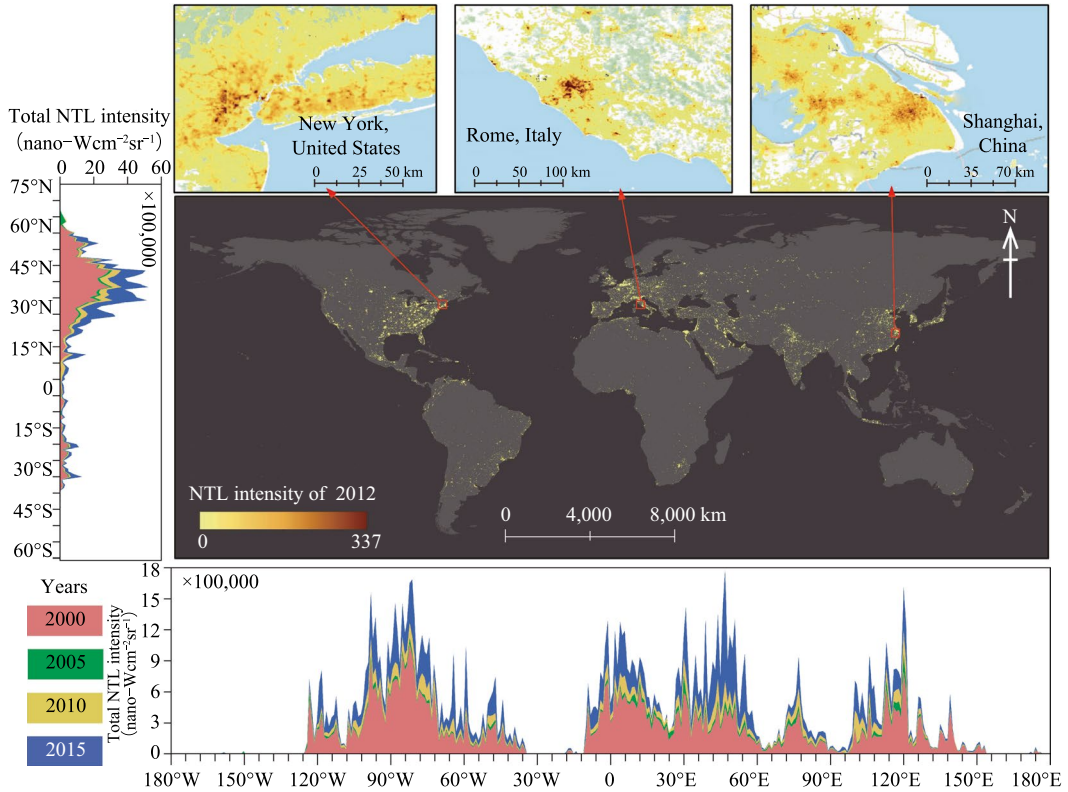 New York,
United States
0 25 50 km
Rome, Italy
0 50 100 km
Shanghai,
China
0 35 70 km
Total NTL intensity
(nano−Wcm−2sr−1)
0 20 40 60
×100,000
75°N
60°N
45°N
30°N
15°N
0
15°S
30°S
45°S
60°S
N
NTL intensity of 2012
0 337
0 4,000 8,000 km
Years
2000
2005
2010
2015
Total NTL intensity
(nano−Wcm−2sr−1)
×100,000
18
15
12
9
6
3
0
180°W 150°W 120°W 90°W 60°W 30°W 0 30°E 60°E 90°E 120°E 150°E 180°E